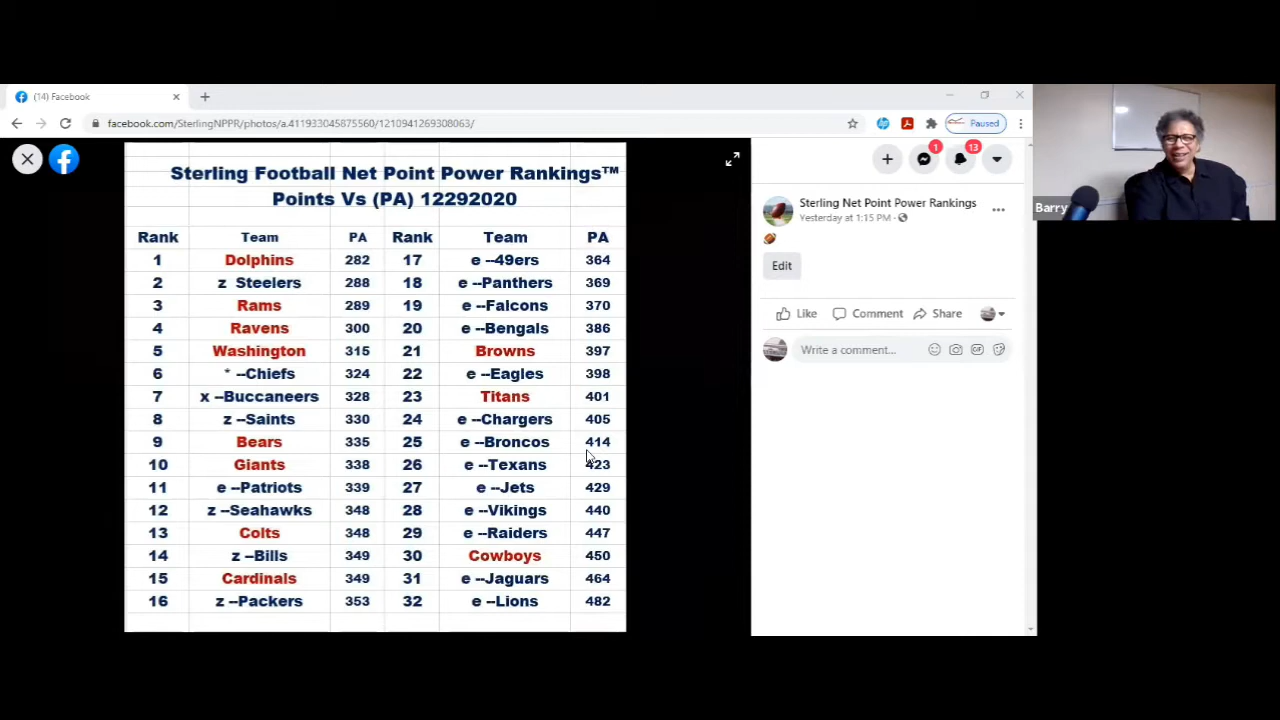 (14) Facebook
facebook.com/SterlingNPPR/photos/a.411933045875560/1210941269308063/
Paused
1
13
Barry
Sterling Football Net Point Power Rankings™
Points Vs (PA) 12292020
Rank Team PA Rank Team PA
1 Dolphins 282 17 e --49ers 364
2 z Steelers 288 18 e --Panthers 369
3 Rams 289 19 e --Falcons 370
4 Ravens 300 20 e --Bengals 386
5 Washington 315 21 Browns 397
6 * --Chiefs 324 22 e --Eagles 398
7 x --Buccaneers 328 23 Titans 401
8 z --Saints 330 24 e --Chargers 405
9 Bears 335 25 e --Broncos 414
10 Giants 338 26 e --Texans 423
11 e --Patriots 339 27 e --Jets 429
12 z --Seahawks 348 28 e --Vikings 440
13 Colts 348 29 e --Raiders 447
14 z --Bills 349 30 Cowboys 450
15 Cardinals 349 31 e --Jaguars 464
16 z --Packers 353 32 e --Lions 482
Sterling Net Point Power Rankings
Yesterday at 1:15 PM ·
Edit
Like Comment Share
Write a comment...
GIF